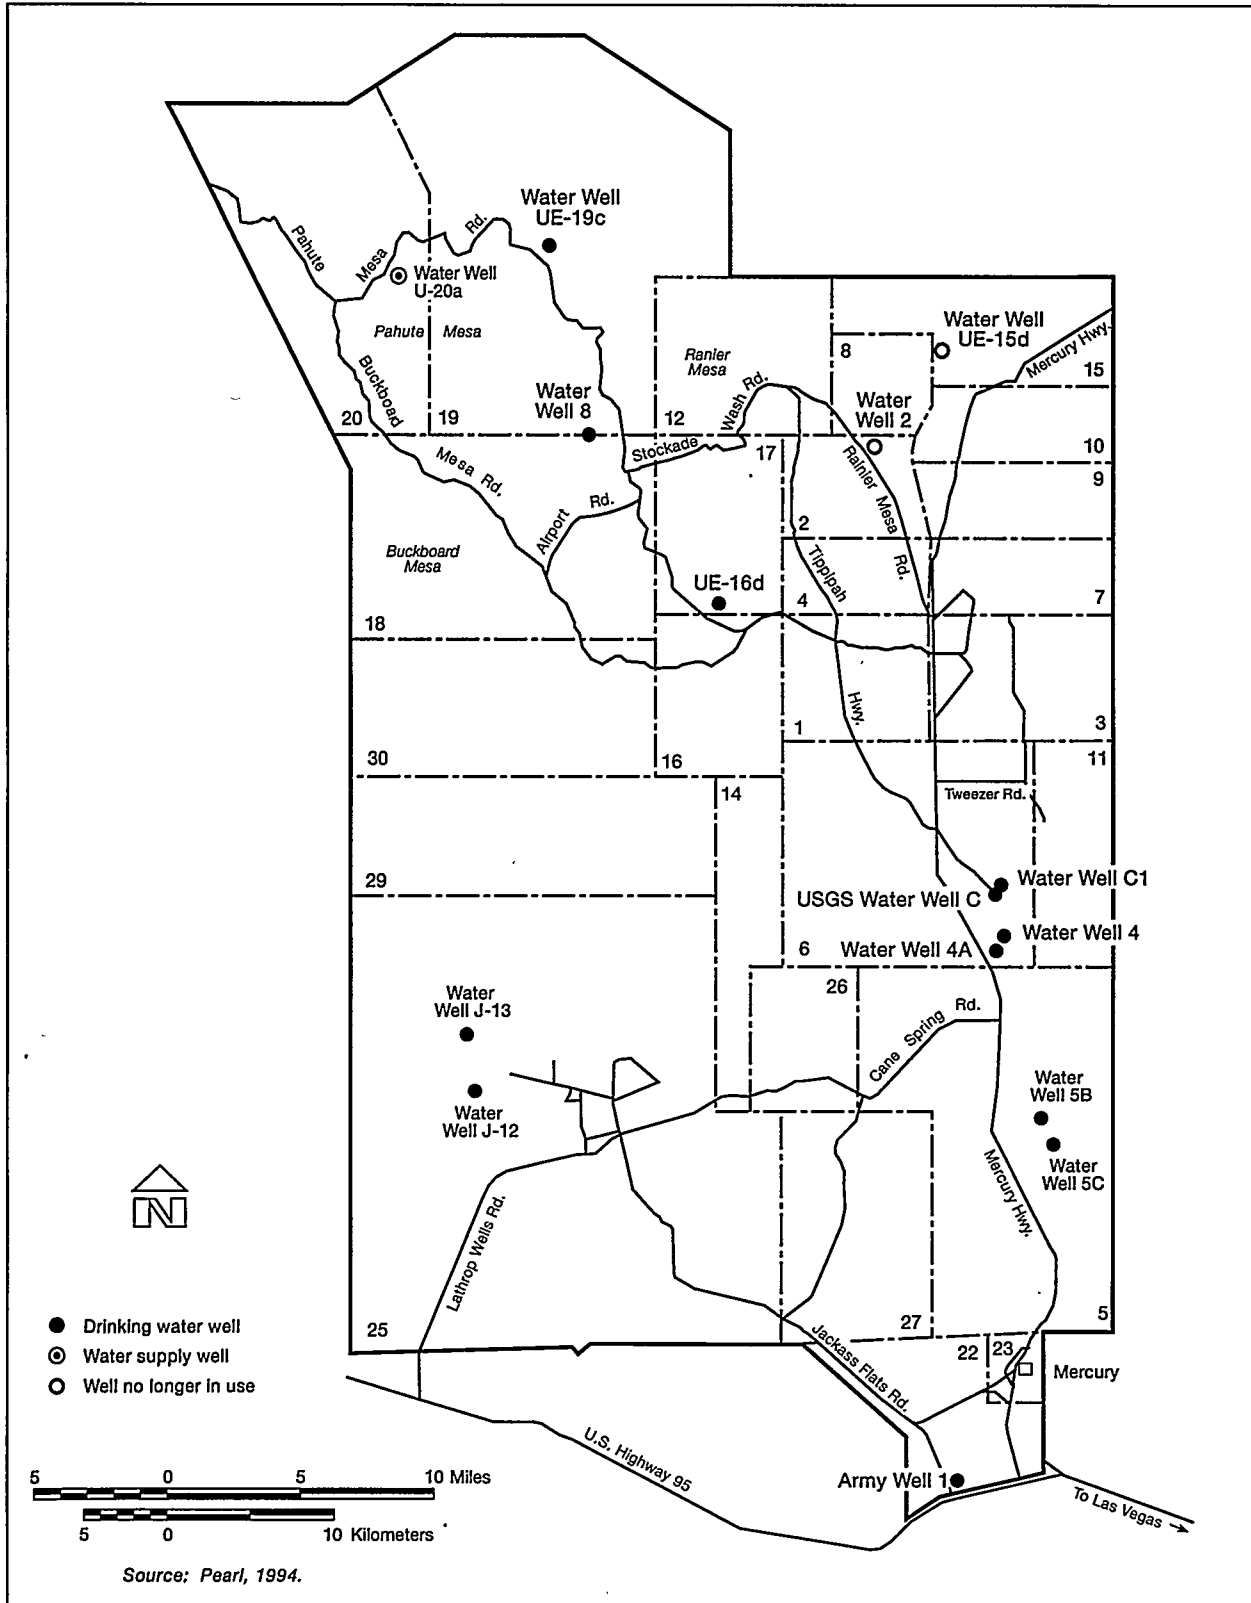 Water Well
UE-19c
Pahute
Mesa
Rd.
Water Well
U-20a
Pahute
Mesa
Water Well
UE-15d
Mercury Hwy.
Ranier
Mesa
8
15
Buckboard
Wash Rd.
Water
Well 2
Water
Well 8
20
19
12
Stockade
17
10
Mesa Rd.
Rainier Mesa
Rd.
9
Airport
Rd.
2
Buckboard
Mesa
Tippipah
Hwy.
UE-16d
4
7
18
1
3
30
16
11
14
Tweezer Rd.
29
Water Well C1
USGS Water Well C
Water Well 4
6
Water Well 4A
26
Water
Well J-13
Cane Spring
Rd.
Water
Well J-12
Water
Well 5B
Water
Well 5C
Mercury Hwy.
N
Lathrop Wells Rd.
25
27
5
Drinking water well
Water supply well
Well no longer in use
Jackass Flats Rd.
22
23
Mercury
U.S. Highway 95
Army Well 1
To Las Vegas
5 0 5 10 Miles
5 0 10 Kilometers
Source: Pearl, 1994.